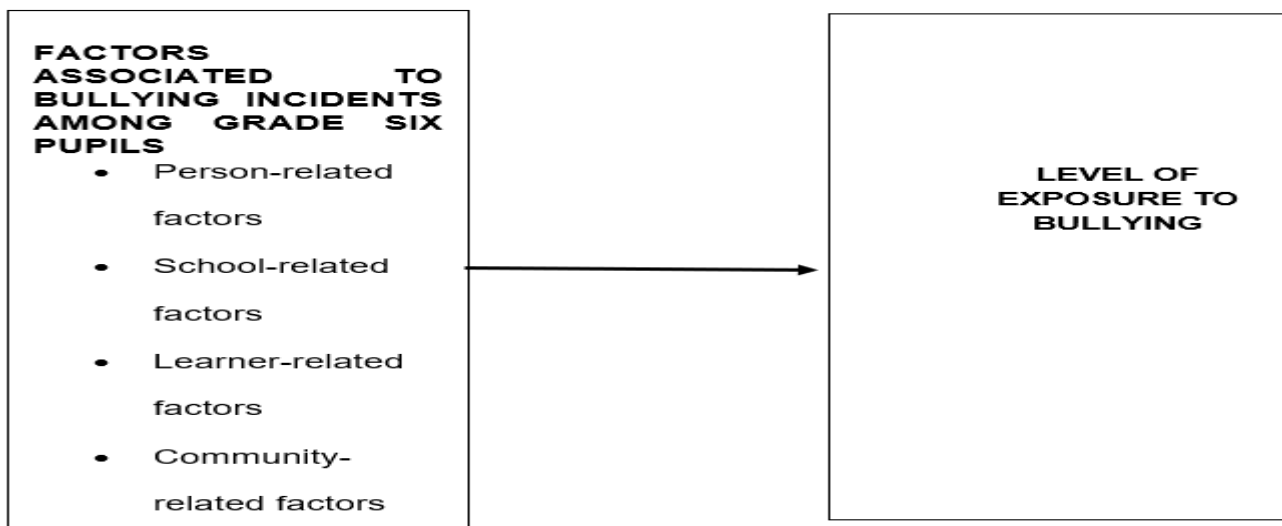 FACTORS
ASSOCIATED TO
BULLYING INCIDENTS
AMONG GRADE SIX
PUPILS
• Person-related
factors
• School-related
factors
• Learner-related
factors
• Community-
related factors
LEVEL OF
EXPOSURE TO
BULLYING